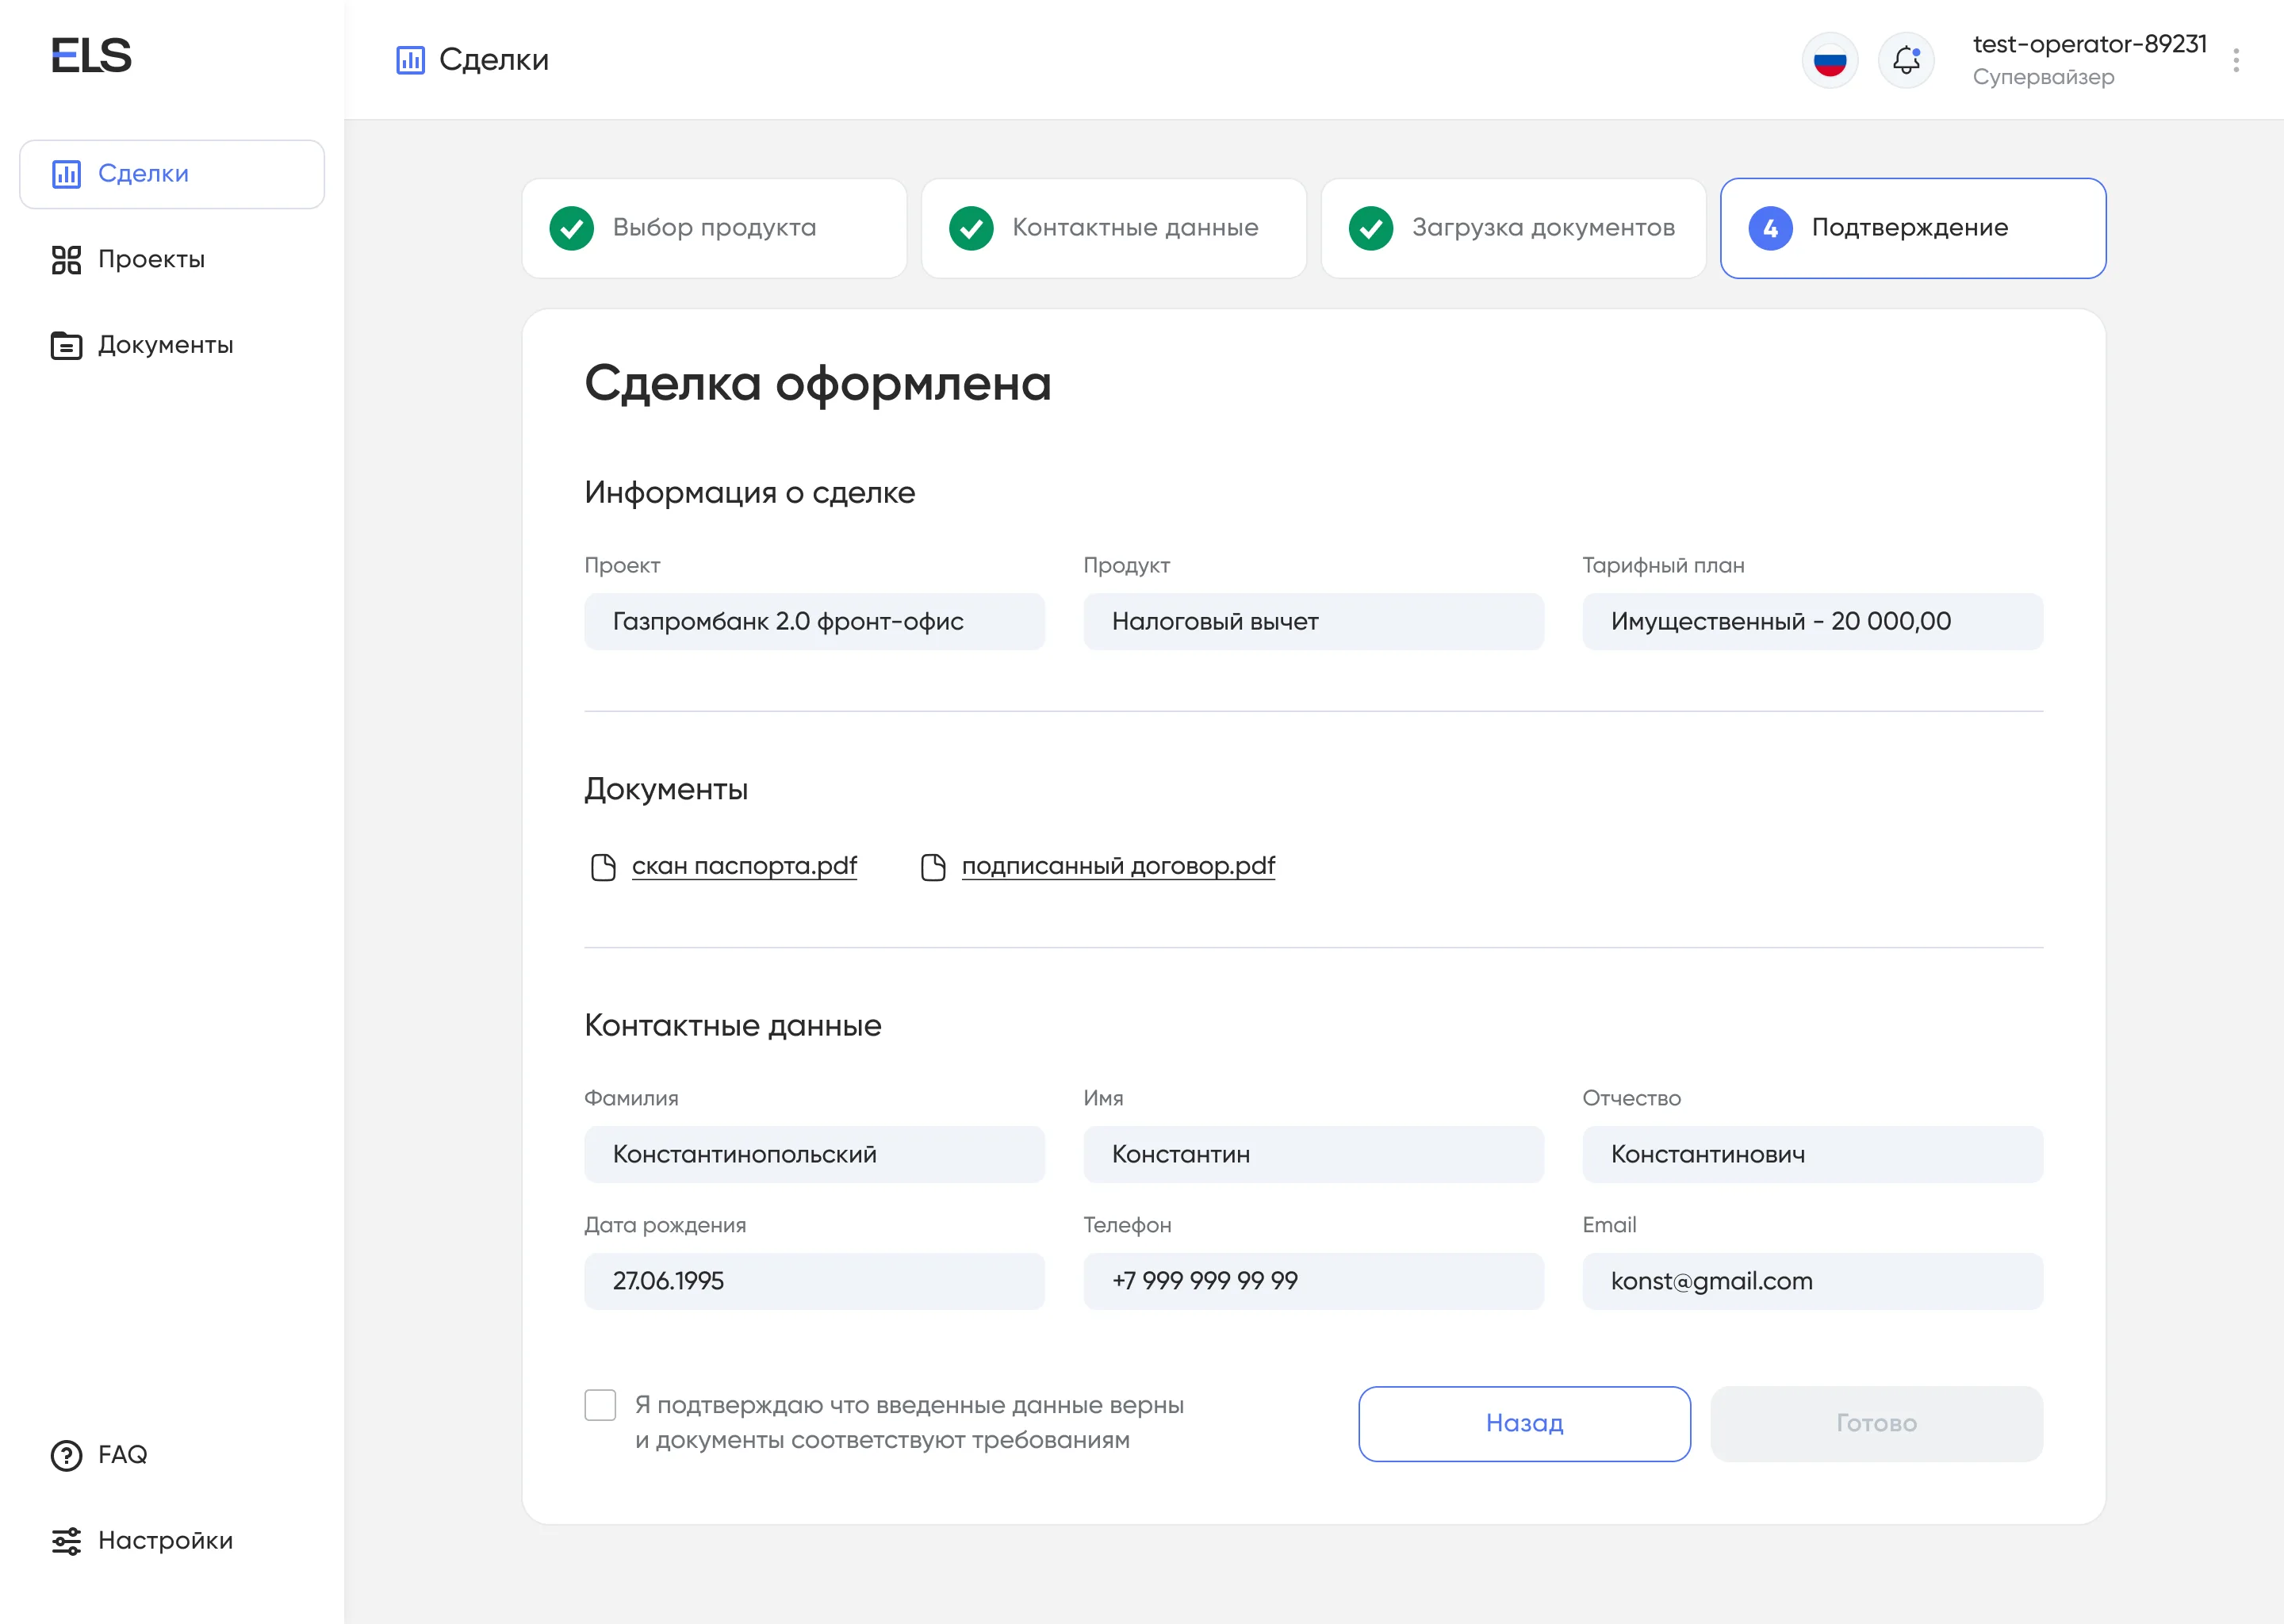 ELS
Сделки
test-operator-89231
Супервайзер
Сделки
Проекты
Документы
Выбор продукта
Контактные данные
Загрузка документов
4 Подтверждение
Сделка оформлена
Информация о сделке
Проект Продукт Тарифный план
Газпромбанк 2.0 фронт-офис Налоговый вычет Имущественный - 20 000,00
Документы
скан паспорта.pdf подписанный договор.pdf
Контактные данные
Фамилия Имя Отчество
Константинопольский Константин Константинович
Дата рождения Телефон Email
27.06.1995 +7 999 999 99 99 konst@gmail.com
Я подтверждаю что введенные данные верны
и документы соответствуют требованиям
Назад Готово
FAQ
Настройки